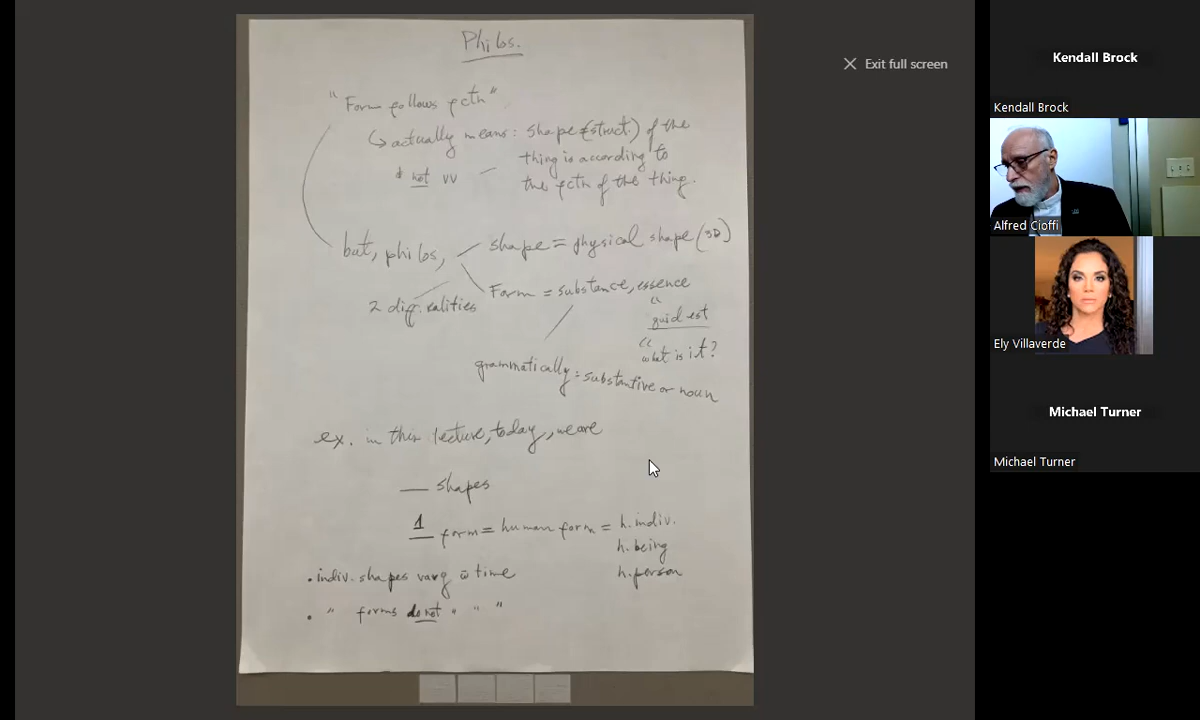 Philos.
"Form follows fctn"
↳ actually means: shape (struct.) of the
thing is according to
& not vv — the fctn of the thing.
but, philos, shape = physical shape (3D)
Form = substance, essence
2 diff. realities
"quid est
"what is it?
grammatically = substantive or noun
ex. in this lecture, today, we are
__ shapes
1 form = human form = h. indiv.
h. being
h. person
• indiv. shapes vary w̄ time
• " forms do not " " "
Exit full screen
Kendall Brock
Kendall Brock
Alfred Cioffi
Ely Villaverde
Michael Turner
Michael Turner